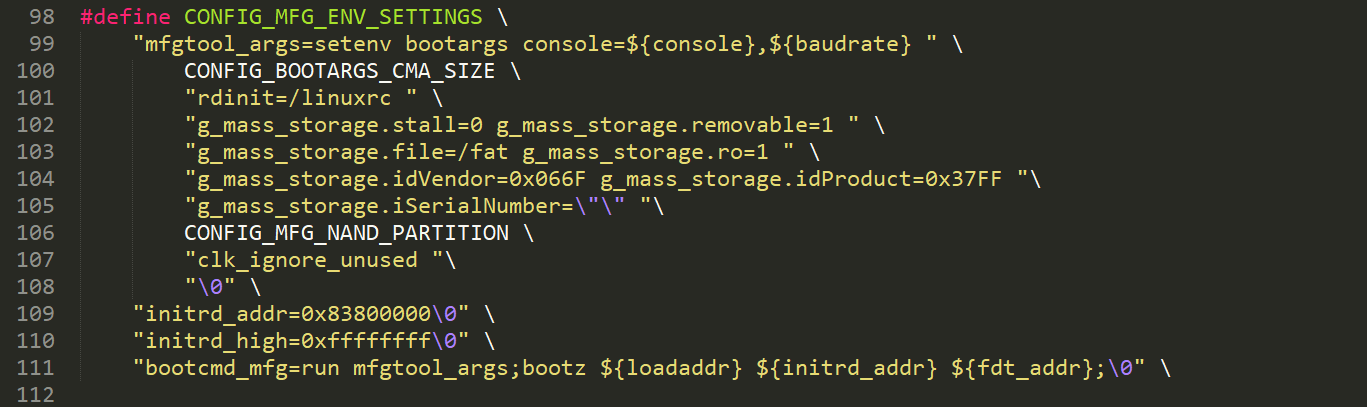 98 #define CONFIG_MFG_ENV_SETTINGS \
99 "mfgtool_args=setenv bootargs console=${console},${baudrate} " \
100 CONFIG_BOOTARGS_CMA_SIZE \
101 "rdinit=/linuxrc " \
102 "g_mass_storage.stall=0 g_mass_storage.removable=1 " \
103 "g_mass_storage.file=/fat g_mass_storage.ro=1 " \
104 "g_mass_storage.idVendor=0x066F g_mass_storage.idProduct=0x37FF "\
105 "g_mass_storage.iSerialNumber=\"\" "\
106 CONFIG_MFG_NAND_PARTITION \
107 "clk_ignore_unused "\
108 "\0" \
109 "initrd_addr=0x83800000\0" \
110 "initrd_high=0xffffffff\0" \
111 "bootcmd_mfg=run mfgtool_args;bootz ${loadaddr} ${initrd_addr} ${fdt_addr};\0" \
112